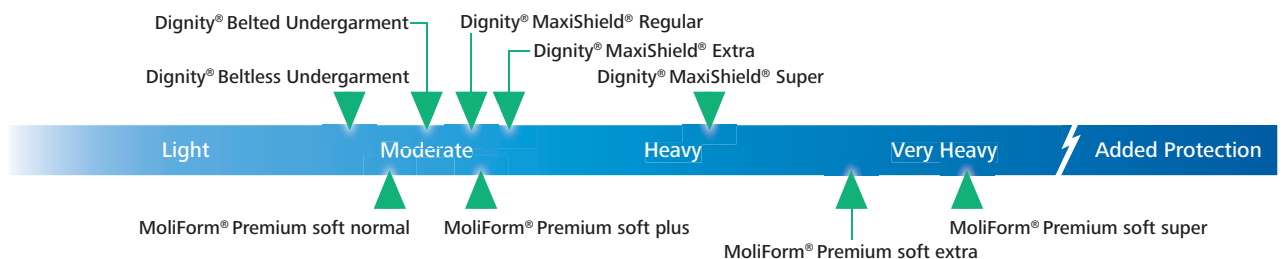 Dignity® Belted Undergarment
Dignity® MaxiShield® Regular
Dignity® MaxiShield® Extra
Dignity® Beltless Undergarment
Dignity® MaxiShield® Super
Light
Moderate
Heavy
Very Heavy
Added Protection
MoliForm® Premium soft normal
MoliForm® Premium soft plus
MoliForm® Premium soft extra
MoliForm® Premium soft super